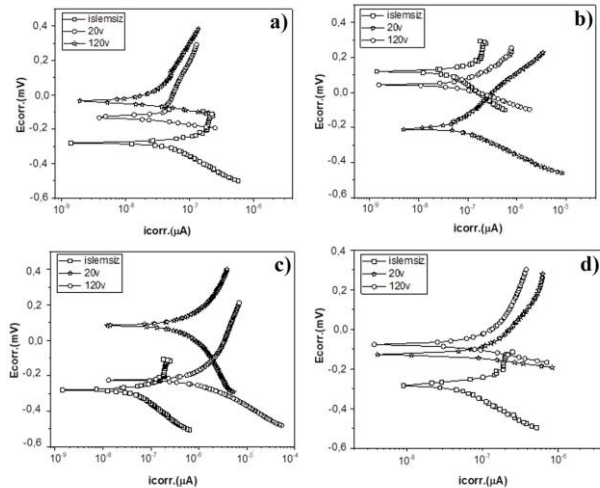 a)
islemsiz
20v
120v
Ecorr.(mV)
0,4
0,2
0,0
-0,2
-0,4
-0,6
10⁻⁹
10⁻⁸
10⁻⁷
10⁻⁶
icorr.(µA)
b)
islemsiz
120v
20v
Ecorr.(mV)
0,6
0,4
0,2
0,0
-0,2
-0,4
-0,6
10⁻⁹
10⁻⁸
10⁻⁷
10⁻⁶
10⁻⁵
icorr.(µA)
c)
islemsiz
20v
120V
Ecorr.(mV)
0,4
0,2
0,0
-0,2
-0,4
-0,6
10⁻⁹
10⁻⁸
10⁻⁷
10⁻⁶
10⁻⁵
10⁻⁴
icorr.(µA)
d)
islemsiz
20v
120V
Ecorr.(mV)
0,4
0,2
0,0
-0,2
-0,4
-0,6
10⁻⁸
10⁻⁷
10⁻⁶
icorr.(µA)